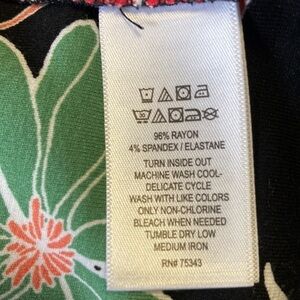 96% RAYON
4% SPANDEX / ELASTANE
TURN INSIDE OUT
MACHINE WASH COOL-
DELICATE CYCLE
WASH WITH LIKE COLORS
ONLY NON-CHLORINE
BLEACH WHEN NEEDED
TUMBLE DRY LOW
MEDIUM IRON
RN# 75343